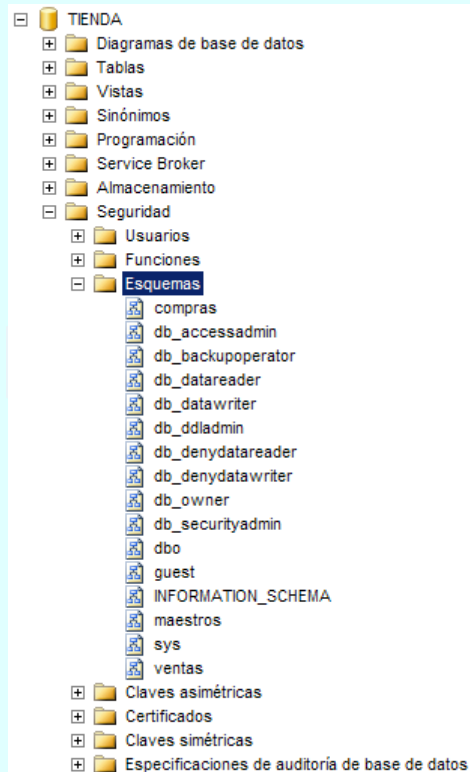 TIENDA
Diagramas de base de datos
Tablas
Vistas
Sinónimos
Programación
Service Broker
Almacenamiento
Seguridad
Usuarios
Funciones
Esquemas
compras
db_accessadmin
db_backupoperator
db_datareader
db_datawriter
db_ddladmin
db_denydatareader
db_denydatawriter
db_owner
db_securityadmin
dbo
guest
INFORMATION_SCHEMA
maestros
sys
ventas
Claves asimétricas
Certificados
Claves simétricas
Especificaciones de auditoría de base de datos